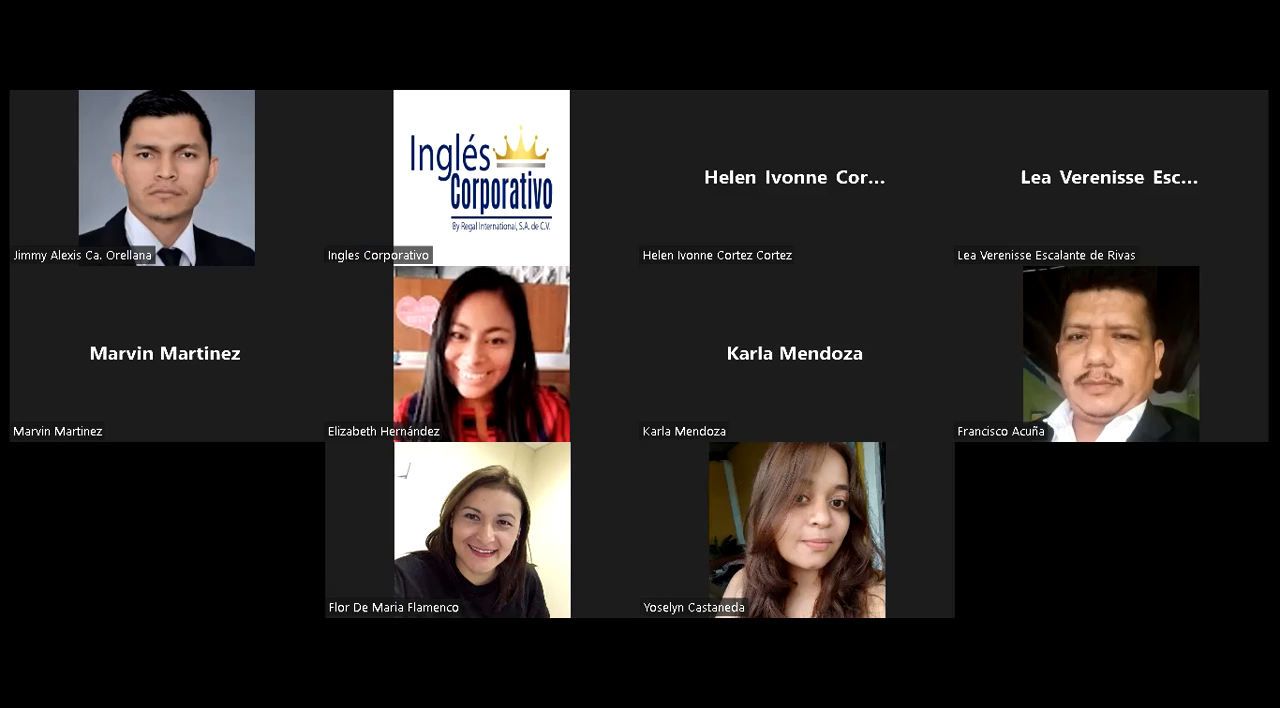 Inglés
Corporativo
By Regal International, S.A. de C.V.
Helen Ivonne Cor...
Lea Verenisse Esc...
Jimmy Alexis Ca. Orellana
Ingles Corporativo
Helen Ivonne Cortez Cortez
Lea Verenisse Escalante de Rivas
Marvin Martinez
Karla Mendoza
Marvin Martinez
Elizabeth Hernández
Karla Mendoza
Francisco Acuña
Flor De Maria Flamenco
Yoselyn Castaneda